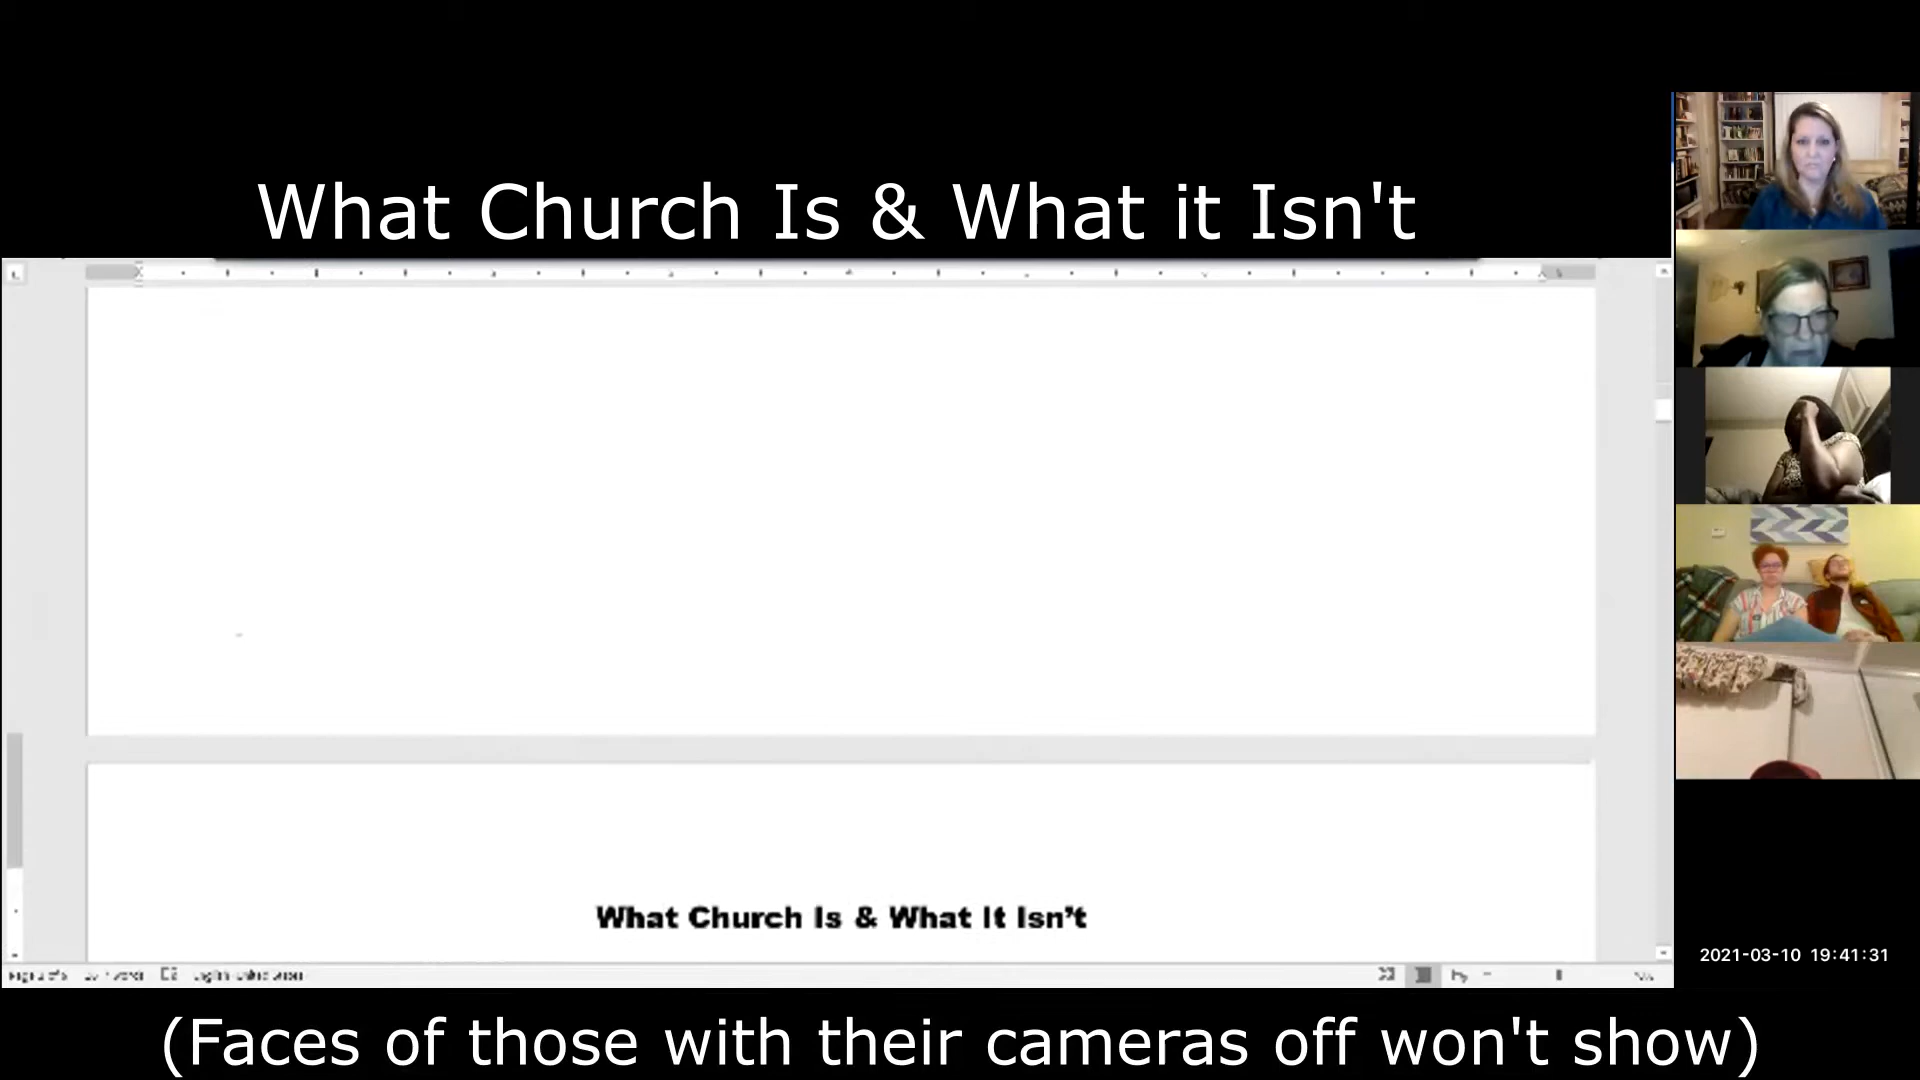 What Church Is & What it Isn't
What Church Is & What It Isn’t
2021-03-10 19:41:31
(Faces of those with their cameras off won't show)